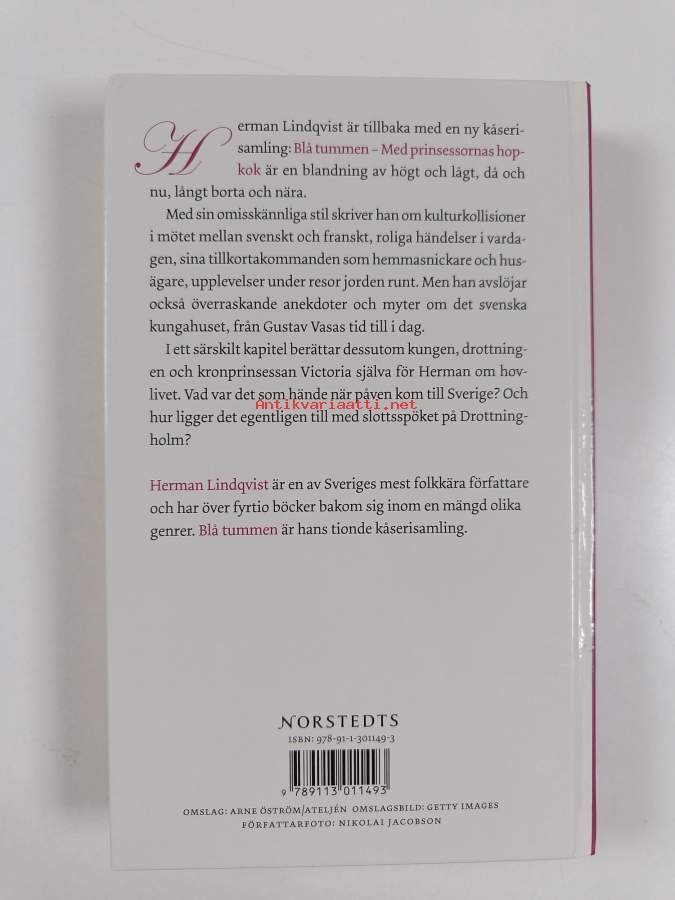 Herman Lindqvist är tillbaka med en ny kåseri-
samling: Blå tummen – Med prinsessornas hop-
kok är en blandning av högt och lågt, då och
nu, långt borta och nära.
Med sin omisskännliga stil skriver han om kulturkollisioner
i mötet mellan svenskt och franskt, roliga händelser i varda-
gen, sina tillkortakommanden som hemmasnickare och hus-
ägare, upplevelser under resor jorden runt. Men han avslöjar
också överraskande anekdoter och myter om det svenska
kungahuset, från Gustav Vasas tid till i dag.
I ett särskilt kapitel berättar dessutom kungen, drottning-
en och kronprinsessan Victoria själva för Herman om hov-
livet. Vad var det som hände när påven kom till Sverige? Och
Antikvariaatti.net
hur ligger det egentligen till med slottsspöket på Drottning-
holm?
Herman Lindqvist är en av Sveriges mest folkkära författare
och har över fyrtio böcker bakom sig inom en mängd olika
genrer. Blå tummen är hans tionde kåserisamling.
NORSTEDTS
ISBN: 978-91-1-301149-3
9 789113 011493
OMSLAG: ARNE ÖSTRÖM/ATELJÉN OMSLAGSBILD: GETTY IMAGES
FÖRFATTARFOTO: NIKOLAI JACOBSON